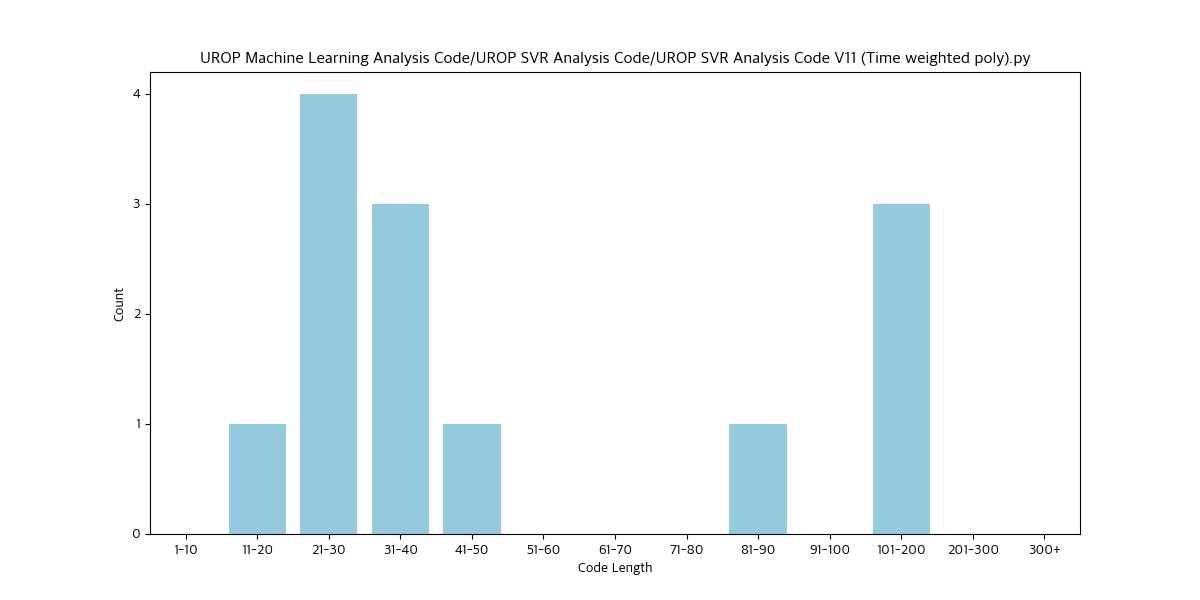 UROP Machine Learning Analysis Code/UROP SVR Analysis Code/UROP SVR Analysis Code V11 (Time weighted poly).py
4
3
2
1
0
Count
1-10 11-20 21-30 31-40 41-50 51-60 61-70 71-80 81-90 91-100 101-200 201-300 300+
Code Length